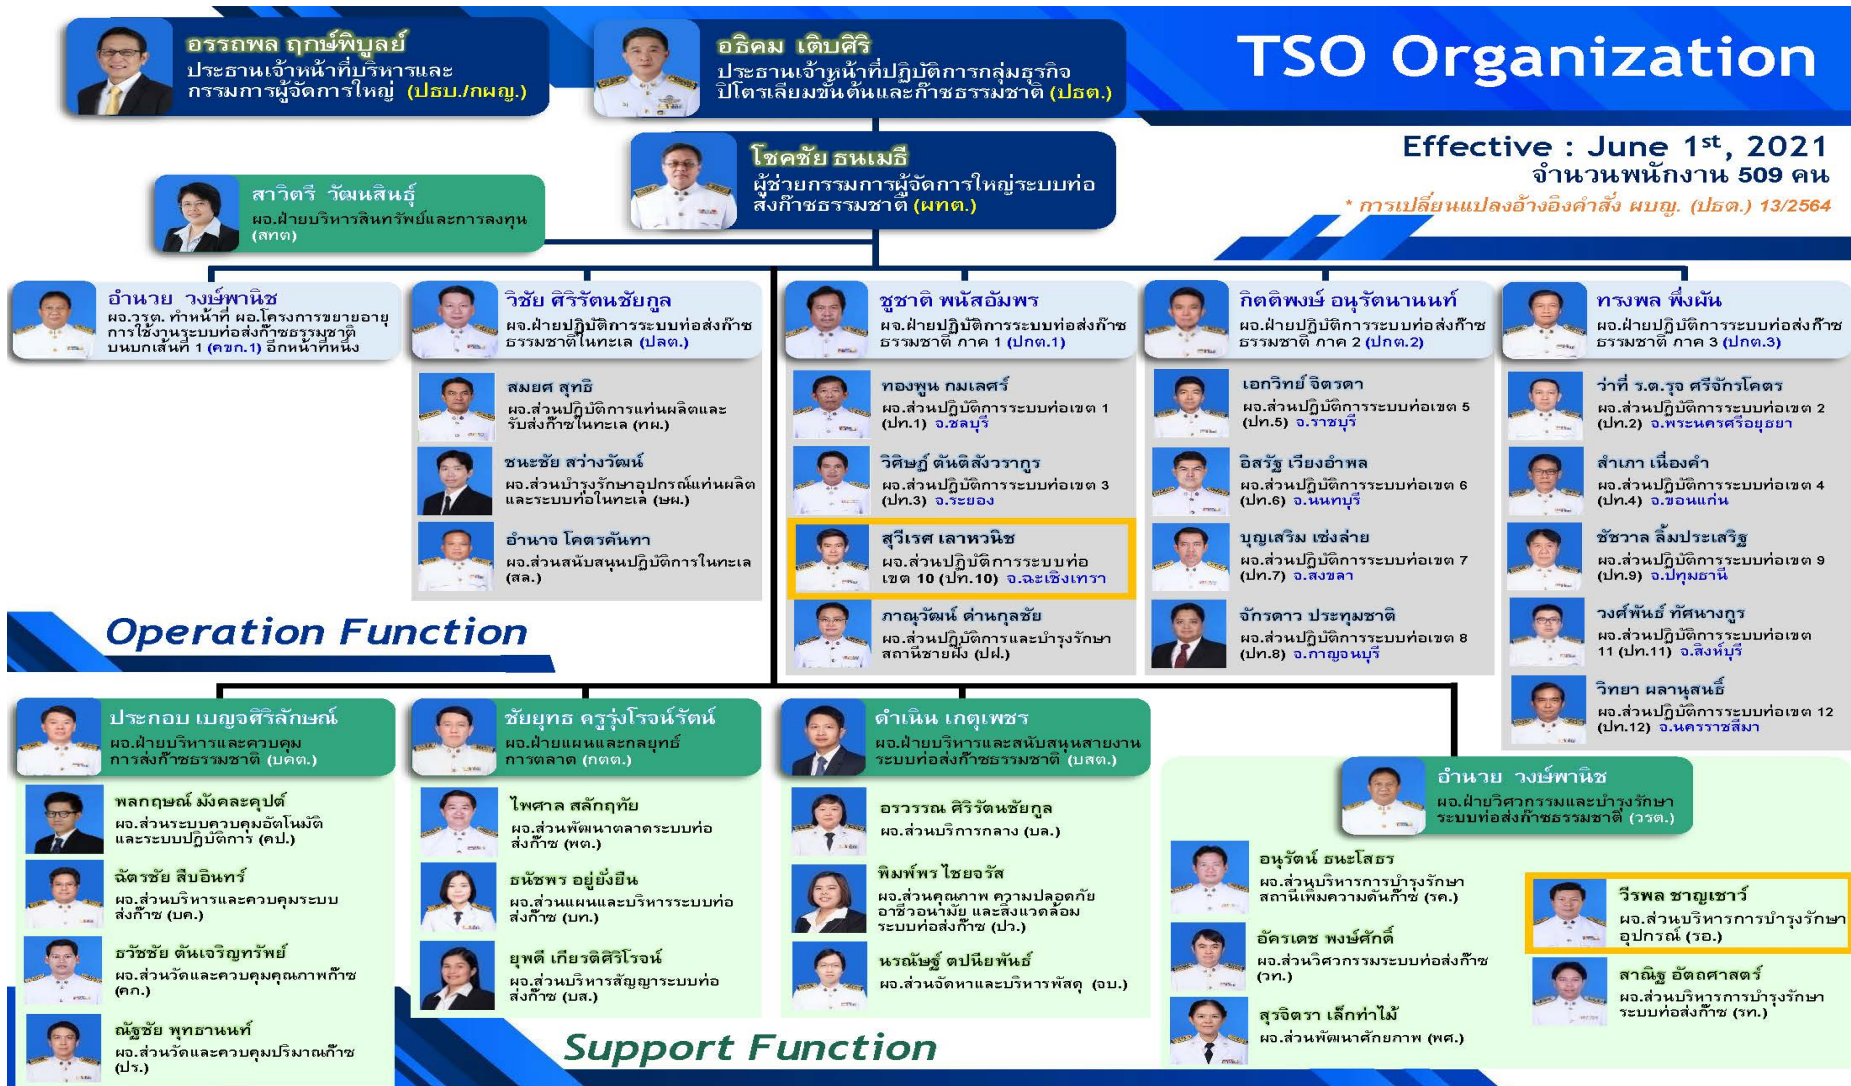 อรรถพล ฤกษ์พิบูลย์
ประธานเจ้าหน้าที่บริหารและ
กรรมการผู้จัดการใหญ่ (ปธบ./กผญ.)
อธิคม เติบศิริ
ประธานเจ้าหน้าที่ปฏิบัติการกลุ่มธุรกิจ
ปิโตรเลียมขั้นต้นและก๊าซธรรมชาติ (ปธต.)
TSO Organization
Effective : June 1st, 2021
จำนวนพนักงาน 509 คน
* การเปลี่ยนแปลงอ้างอิงคำสั่ง ผบญ. (ปธต.) 13/2564
โชคชัย ธนเมธี
ผู้ช่วยกรรมการผู้จัดการใหญ่ระบบท่อ
ส่งก๊าซธรรมชาติ (ผทต.)
สาวิตรี วัฒนสินธุ์
ผจ.ฝ่ายบริหารสินทรัพย์และการลงทุน
(สทต)
อำนวย วงษ์พานิช
ผจ.วรต. ทำหน้าที่ ผอ.โครงการขยายอายุ
การใช้งานระบบท่อส่งก๊าซธรรมชาติ
บนบกเส้นที่ 1 (คขก.1) อีกหน้าที่หนึ่ง
วิชัย ศิริรัตนชัยกูล
ผจ.ฝ่ายปฏิบัติการระบบท่อส่งก๊าซ
ธรรมชาติในทะเล (ปลต.)
สมยศ สุทธิ
ผจ.ส่วนปฏิบัติการแท่นผลิตและ
รับส่งก๊าซในทะเล (ทผ.)
ชนะชัย สว่างวัฒน์
ผจ.ส่วนบำรุงรักษาอุปกรณ์แท่นผลิต
และระบบท่อในทะเล (ษผ.)
อำนาจ โคตรคันทา
ผจ.ส่วนสนับสนุนปฏิบัติการในทะเล
(สล.)
ชูชาติ พนัสอัมพร
ผจ.ฝ่ายปฏิบัติการระบบท่อส่งก๊าซ
ธรรมชาติ ภาค 1 (ปกต.1)
ทองพูน กมเลศร์
ผจ.ส่วนปฏิบัติการระบบท่อเขต 1
(ปท.1) จ.ชลบุรี
วิศิษฎ์ ตันติสังวรากูร
ผจ.ส่วนปฏิบัติการระบบท่อเขต 3
(ปท.3) จ.ระยอง
สุวีเรศ เลาหวนิช
ผจ.ส่วนปฏิบัติการระบบท่อ
เขต 10 (ปท.10) จ.ฉะเชิงเทรา
ภาณุวัฒน์ ด่านกุลชัย
ผจ.ส่วนปฏิบัติการและบำรุงรักษา
สถานีชายฝั่ง (ปฝ.)
กิตติพงษ์ อนุรัตนานนท์
ผจ.ฝ่ายปฏิบัติการระบบท่อส่งก๊าซ
ธรรมชาติ ภาค 2 (ปกต.2)
เอกวิทย์ จิตรดา
ผจ.ส่วนปฏิบัติการระบบท่อเขต 5
(ปท.5) จ.ราชบุรี
อิสรัฐ เวียงอำพล
ผจ.ส่วนปฏิบัติการระบบท่อเขต 6
(ปท.6) จ.นนทบุรี
บุญเสริม เซ่งล่าย
ผจ.ส่วนปฏิบัติการระบบท่อเขต 7
(ปท.7) จ.สงขลา
จักรดาว ประทุมชาติ
ผจ.ส่วนปฏิบัติการระบบท่อเขต 8
(ปท.8) จ.กาญจนบุรี
ทรงพล พึ่งผัน
ผจ.ฝ่ายปฏิบัติการระบบท่อส่งก๊าซ
ธรรมชาติ ภาค 3 (ปกต.3)
ว่าที่ ร.ต.รุจ ศรีจักรโคตร
ผจ.ส่วนปฏิบัติการระบบท่อเขต 2
(ปท.2) จ.พระนครศรีอยุธยา
สำเภา เนื่องคำ
ผจ.ส่วนปฏิบัติการระบบท่อเขต 4
(ปท.4) จ.ขอนแก่น
ชัชวาล ลิ้มประเสริฐ
ผจ.ส่วนปฏิบัติการระบบท่อเขต 9
(ปท.9) จ.ปทุมธานี
วงศ์พันธ์ ทัศนางกูร
ผจ.ส่วนปฏิบัติการระบบท่อเขต
11 (ปท.11) จ.สิงห์บุรี
วิทยา ผลานุสนธิ์
ผจ.ส่วนปฏิบัติการระบบท่อเขต 12
(ปท.12) จ.นครราชสีมา
Operation Function
ประกอบ เบญจศิริลักษณ์
ผจ.ฝ่ายบริหารและควบคุม
การส่งก๊าซธรรมชาติ (บคต.)
พลกฤษณ์ มังคละคุปต์
ผจ.ส่วนระบบควบคุมอัตโนมัติ
และระบบปฏิบัติการ (คป.)
ฉัตรชัย สืบอินทร์
ผจ.ส่วนบริหารและควบคุมระบบ
ส่งก๊าซ (บค.)
ธวัชชัย ตันเจริญทรัพย์
ผจ.ส่วนวัดและควบคุมคุณภาพก๊าซ
(คก.)
ณัฐชัย พุทธานนท์
ผจ.ส่วนวัดและควบคุมปริมาณก๊าซ
(ปร.)
ชัยยุทธ ครูรุ่งโรจน์รัตน์
ผจ.ฝ่ายแผนและกลยุทธ์
การตลาด (กตต.)
ไพศาล สลักฤทัย
ผจ.ส่วนพัฒนาตลาดระบบท่อ
ส่งก๊าซ (พต.)
ธนัชพร อยู่ยั่งยืน
ผจ.ส่วนแผนและบริหารระบบท่อ
ส่งก๊าซ (บท.)
ยุพดี เกียรติศิริโรจน์
ผจ.ส่วนบริหารสัญญาระบบท่อ
ส่งก๊าซ (บส.)
ดำเนิน เกตุเพชร
ผจ.ฝ่ายบริหารและสนับสนุนสายงาน
ระบบท่อส่งก๊าซธรรมชาติ (บสต.)
อรวรรณ ศิริรัตนชัยกูล
ผจ.ส่วนบริการกลาง (บล.)
พิมพ์พร ไชยจรัส
ผจ.ส่วนคุณภาพ ความปลอดภัย
อาชีวอนามัย และสิ่งแวดล้อม
ระบบท่อส่งก๊าซ (ปว.)
นรณัษฐ์ ตปนียพันธ์
ผจ.ส่วนจัดหาและบริหารพัสดุ (จบ.)
อำนวย วงษ์พานิช
ผจ.ฝ่ายวิศวกรรมและบำรุงรักษา
ระบบท่อส่งก๊าซธรรมชาติ (วรต.)
อนุรัตน์ ธนะโสธร
ผจ.ส่วนบริหารการบำรุงรักษา
สถานีเพิ่มความดันก๊าซ (รค.)
อัครเดช พงษ์ศักดิ์
ผจ.ส่วนวิศวกรรมระบบท่อส่งก๊าซ
(วท.)
สุรจิตรา เล็กท่าไม้
ผจ.ส่วนพัฒนาศักยภาพ (พศ.)
วีรพล ชาญเชาว์
ผจ.ส่วนบริหารการบำรุงรักษา
อุปกรณ์ (รอ.)
สาณิฐ อัตถศาสตร์
ผจ.ส่วนบริหารการบำรุงรักษา
ระบบท่อส่งก๊าซ (รท.)
Support Function